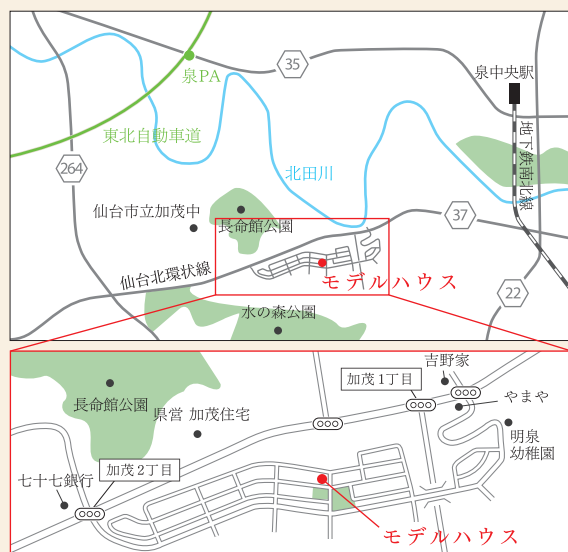 35
泉PA
泉中央駅
東北自動車道
地下鉄南北線
264
北田川
仙台市立加茂中
長命館公園
37
仙台北環状線
モデルハウス
22
水の森公園
吉野家
加茂1丁目
やまや
長命館公園
県営 加茂住宅
明泉
幼稚園
加茂2丁目
七十七銀行
モデルハウス